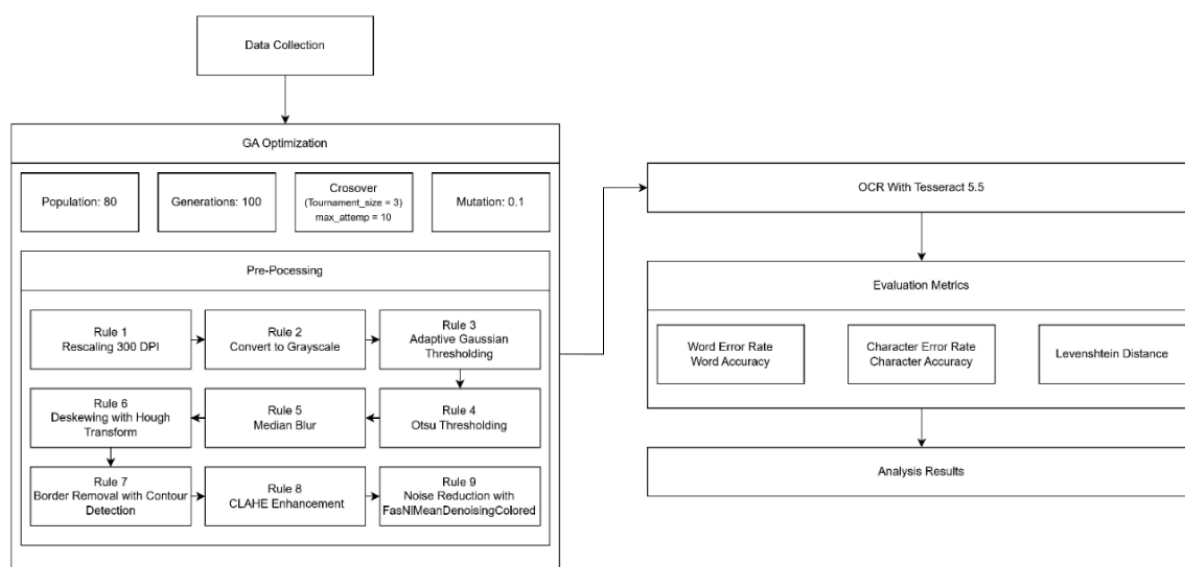 Data Collection
GA Optimization
Population: 80
Generations: 100
Crosover
(Tournament_size = 3)
max_attemp = 10
Mutation: 0.1
Pre-Pocessing
Rule 1
Rescaling 300 DPI
Rule 2
Convert to Grayscale
Rule 3
Adaptive Gaussian
Thresholding
Rule 6
Deskewing with Hough
Transform
Rule 5
Median Blur
Rule 4
Otsu Thresholding
Rule 7
Border Removal with Contour
Detection
Rule 8
CLAHE Enhancement
Rule 9
Noise Reduction with
FasNlMeanDenoisingColored
OCR With Tesseract 5.5
Evaluation Metrics
Word Error Rate
Word Accuracy
Character Error Rate
Character Accuracy
Levenshtein Distance
Analysis Results